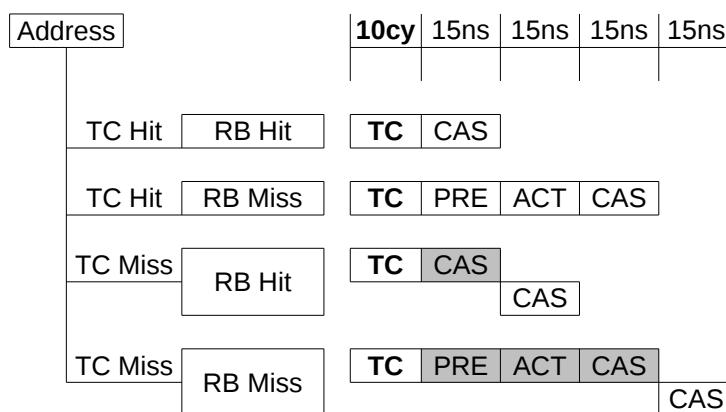 Address 10cy 15ns 15ns 15ns 15ns
TC Hit RB Hit TC CAS
TC Hit RB Miss TC PRE ACT CAS
TC Miss RB Hit TC CAS
CAS
TC Miss RB Miss TC PRE ACT CAS
CAS